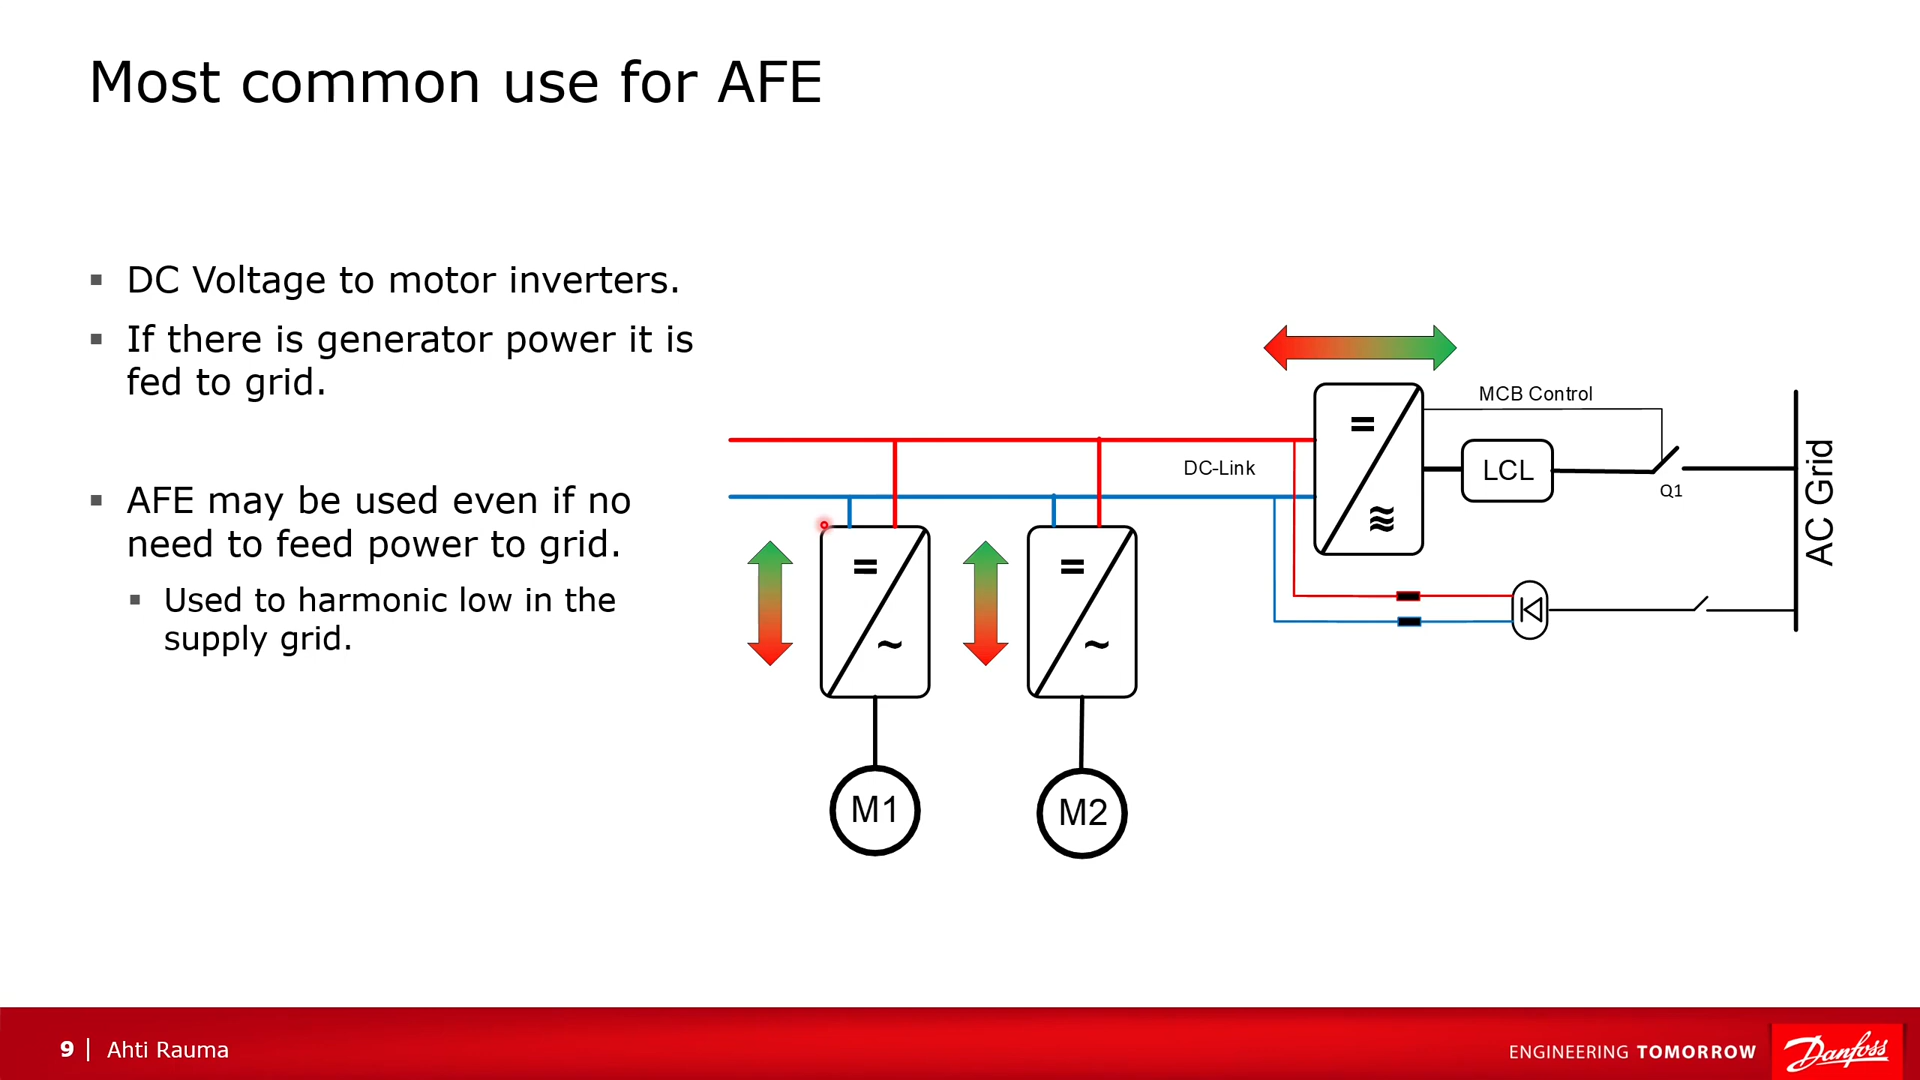 Most common use for AFE
DC Voltage to motor inverters.
If there is generator power it is
fed to grid.
AFE may be used even if no
need to feed power to grid.
Used to harmonic low in the
supply grid.
MCB Control
DC-Link
=
≋
LCL
Q1
AC Grid
=
~
=
~
M1
M2
9 | Ahti Rauma
ENGINEERING TOMORROW
Danfoss